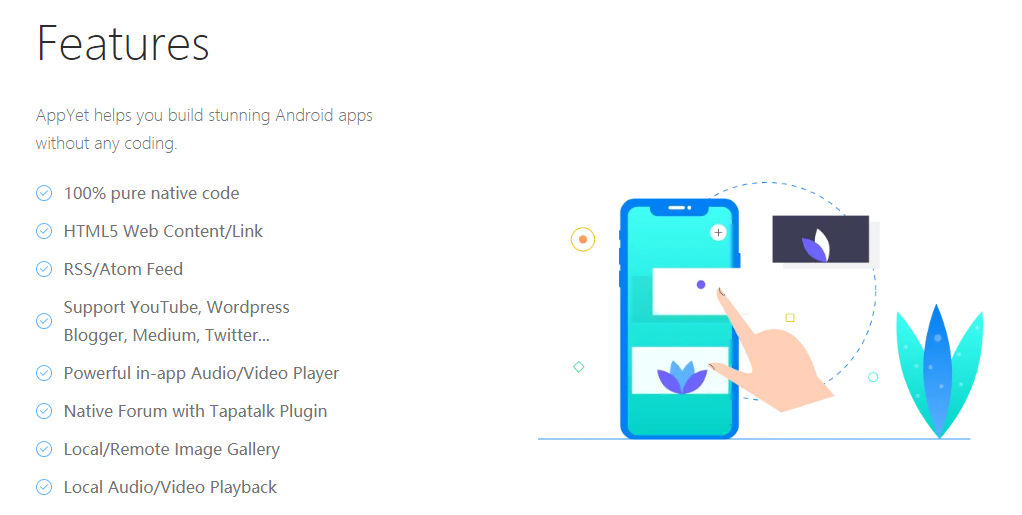 Features
AppYet helps you build stunning Android apps
without any coding.
100% pure native code
HTML5 Web Content/Link
RSS/Atom Feed
Support YouTube, Wordpress
Blogger, Medium, Twitter...
Powerful in-app Audio/Video Player
Native Forum with Tapatalk Plugin
Local/Remote Image Gallery
Local Audio/Video Playback